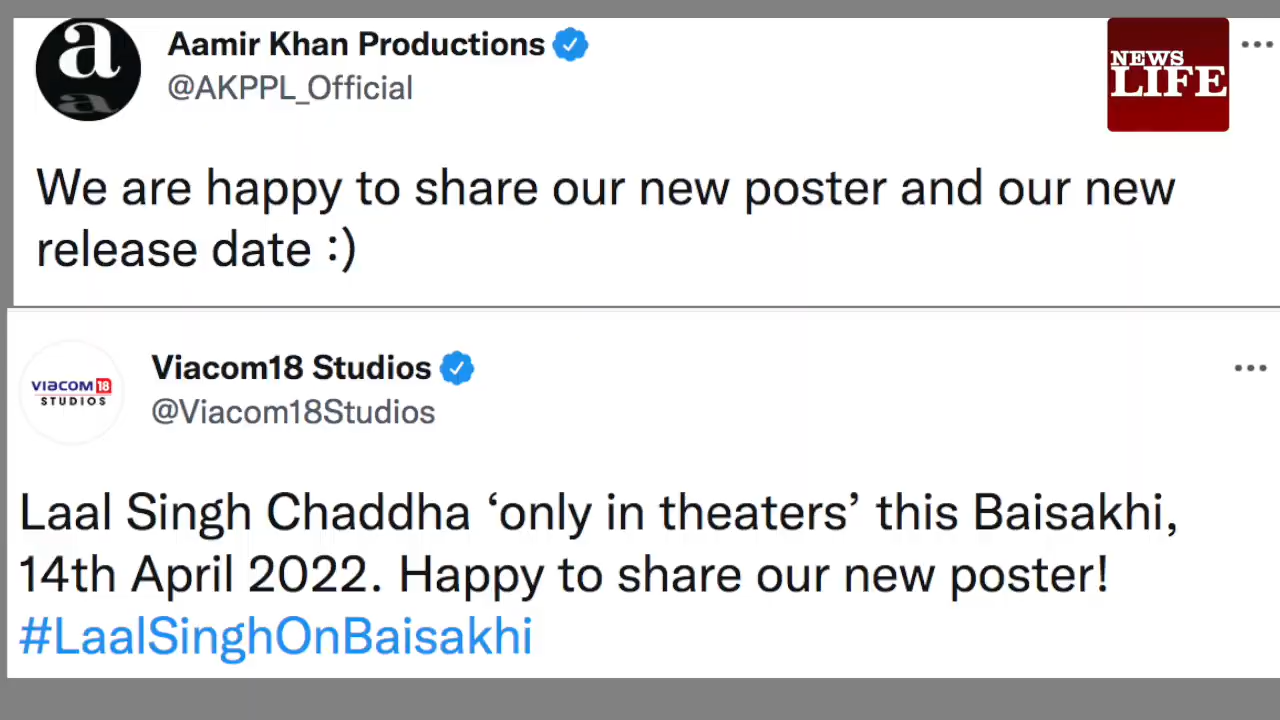 a
Aamir Khan Productions
@AKPPL_Official
NEWS
LIFE
We are happy to share our new poster and our new
release date :)
VIACOM 18
STUDIOS
Viacom18 Studios
@Viacom18Studios
Laal Singh Chaddha ‘only in theaters’ this Baisakhi,
14th April 2022. Happy to share our new poster!
#LaalSinghOnBaisakhi